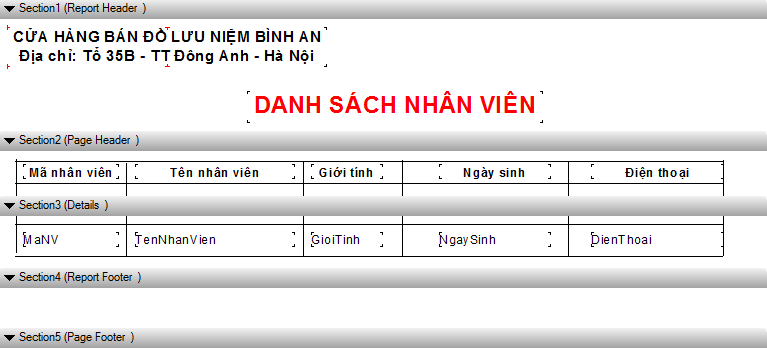 Section1 (Report Header )
CỬA HÀNG BÁN ĐỒ LƯU NIỆM BÌNH AN
Địa chỉ: Tổ 35B - TT Đông Anh - Hà Nội
DANH SÁCH NHÂN VIÊN
Section2 (Page Header )
Mã nhân viên Tên nhân viên Giới tính Ngày sinh Điện thoại
Section3 (Details )
MaNV TenNhanVien GioiTinh NgaySinh DienThoai
Section4 (Report Footer )
Section5 (Page Footer )